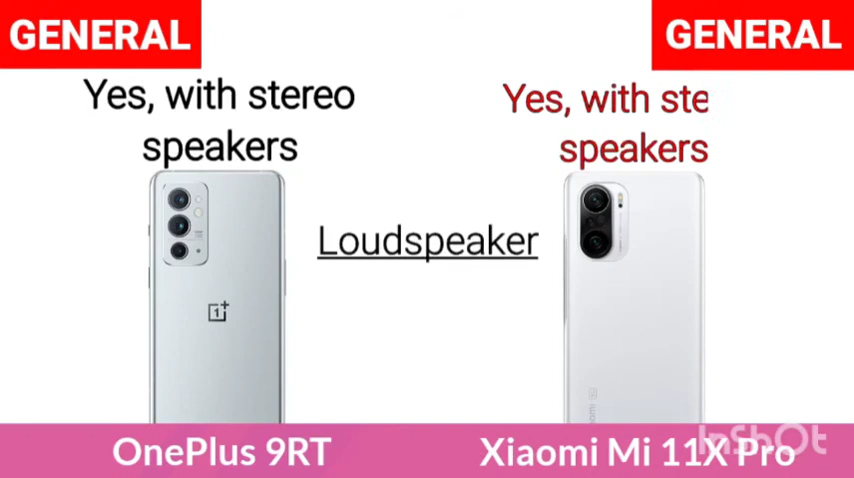 GENERAL
GENERAL
Yes, with stereo
speakers
Yes, with ste
speakers
Loudspeaker
OnePlus 9RT
Xiaomi Mi 11X Pro
InShOt